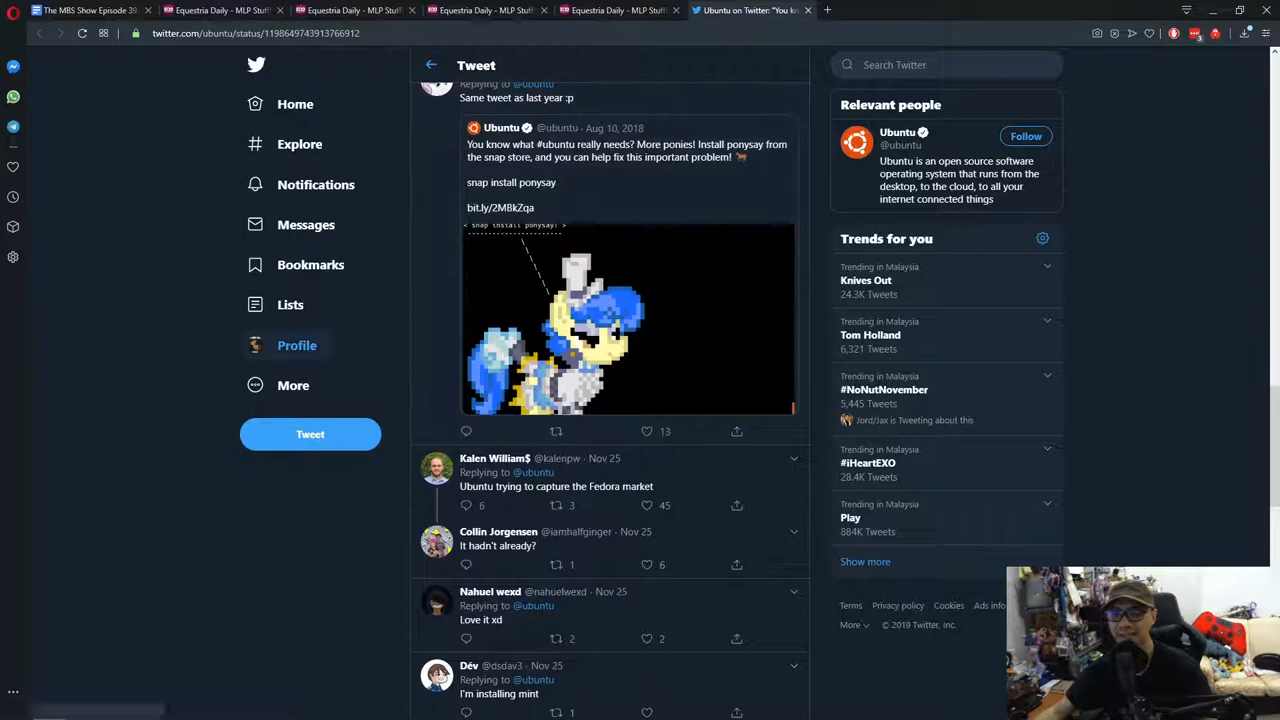 The MBS Show Episode 39
Equestria Daily - MLP Stuff!
Equestria Daily - MLP Stuff!
Equestria Daily - MLP Stuff!
Equestria Daily - MLP Stuff!
Ubuntu on Twitter: "You kn
twitter.com/ubuntu/status/1198649743913766912
Home
Explore
Notifications
Messages
Bookmarks
Lists
Profile
More
Tweet
Tweet
Replying to @ubuntu
Same tweet as last year :p
Ubuntu @ubuntu · Aug 10, 2018
You know what #ubuntu really needs? More ponies! Install ponysay from
the snap store, and you can help fix this important problem! 🐎
snap install ponysay
bit.ly/2MBkZqa
< snap install ponysay! >
13
Kalen William$ @kalenpw · Nov 25
Replying to @ubuntu
Ubuntu trying to capture the Fedora market
6 3 45
Collin Jorgensen @iamhalfginger · Nov 25
It hadn't already?
1 6
Nahuel wexd @nahuelwexd · Nov 25
Replying to @ubuntu
Love it xd
2 2
Dév @dsdav3 · Nov 25
Replying to @ubuntu
I'm installing mint
1
Search Twitter
Relevant people
Ubuntu
@ubuntu
Follow
Ubuntu is an open source software
operating system that runs from the
desktop, to the cloud, to all your
internet connected things
Trends for you
Trending in Malaysia
Knives Out
24.3K Tweets
Trending in Malaysia
Tom Holland
6,321 Tweets
Trending in Malaysia
#NoNutNovember
5,445 Tweets
Jord/Jax is Tweeting about this
Trending in Malaysia
#iHeartEXO
28.4K Tweets
Trending in Malaysia
Play
884K Tweets
Show more
Terms Privacy policy Cookies Ads info
More © 2019 Twitter, Inc.